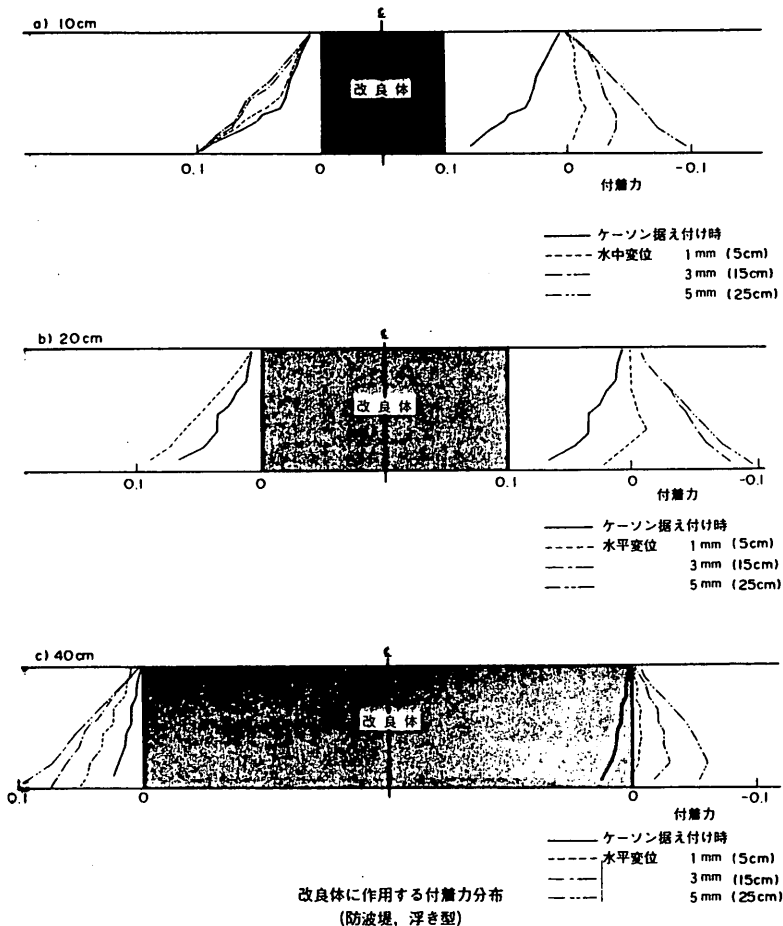 ℄
a) 10cm
改良体
0.1
0
0.1
0
-0.1
付着力
ケーソン据え付け時
水中変位 1mm (5cm)
3mm (15cm)
5mm (25cm)
℄
b) 20cm
改良体
0.1
0
0.1
0
-0.1
付着力
ケーソン据え付け時
水平変位 1mm (5cm)
3mm (15cm)
5mm (25cm)
℄
c) 40cm
改良体
0.1
0
0
-0.1
付着力
ケーソン据え付け時
水平変位 1mm (5cm)
3mm (15cm)
5mm (25cm)
改良体に作用する付着力分布
(防波堤, 浮き型)